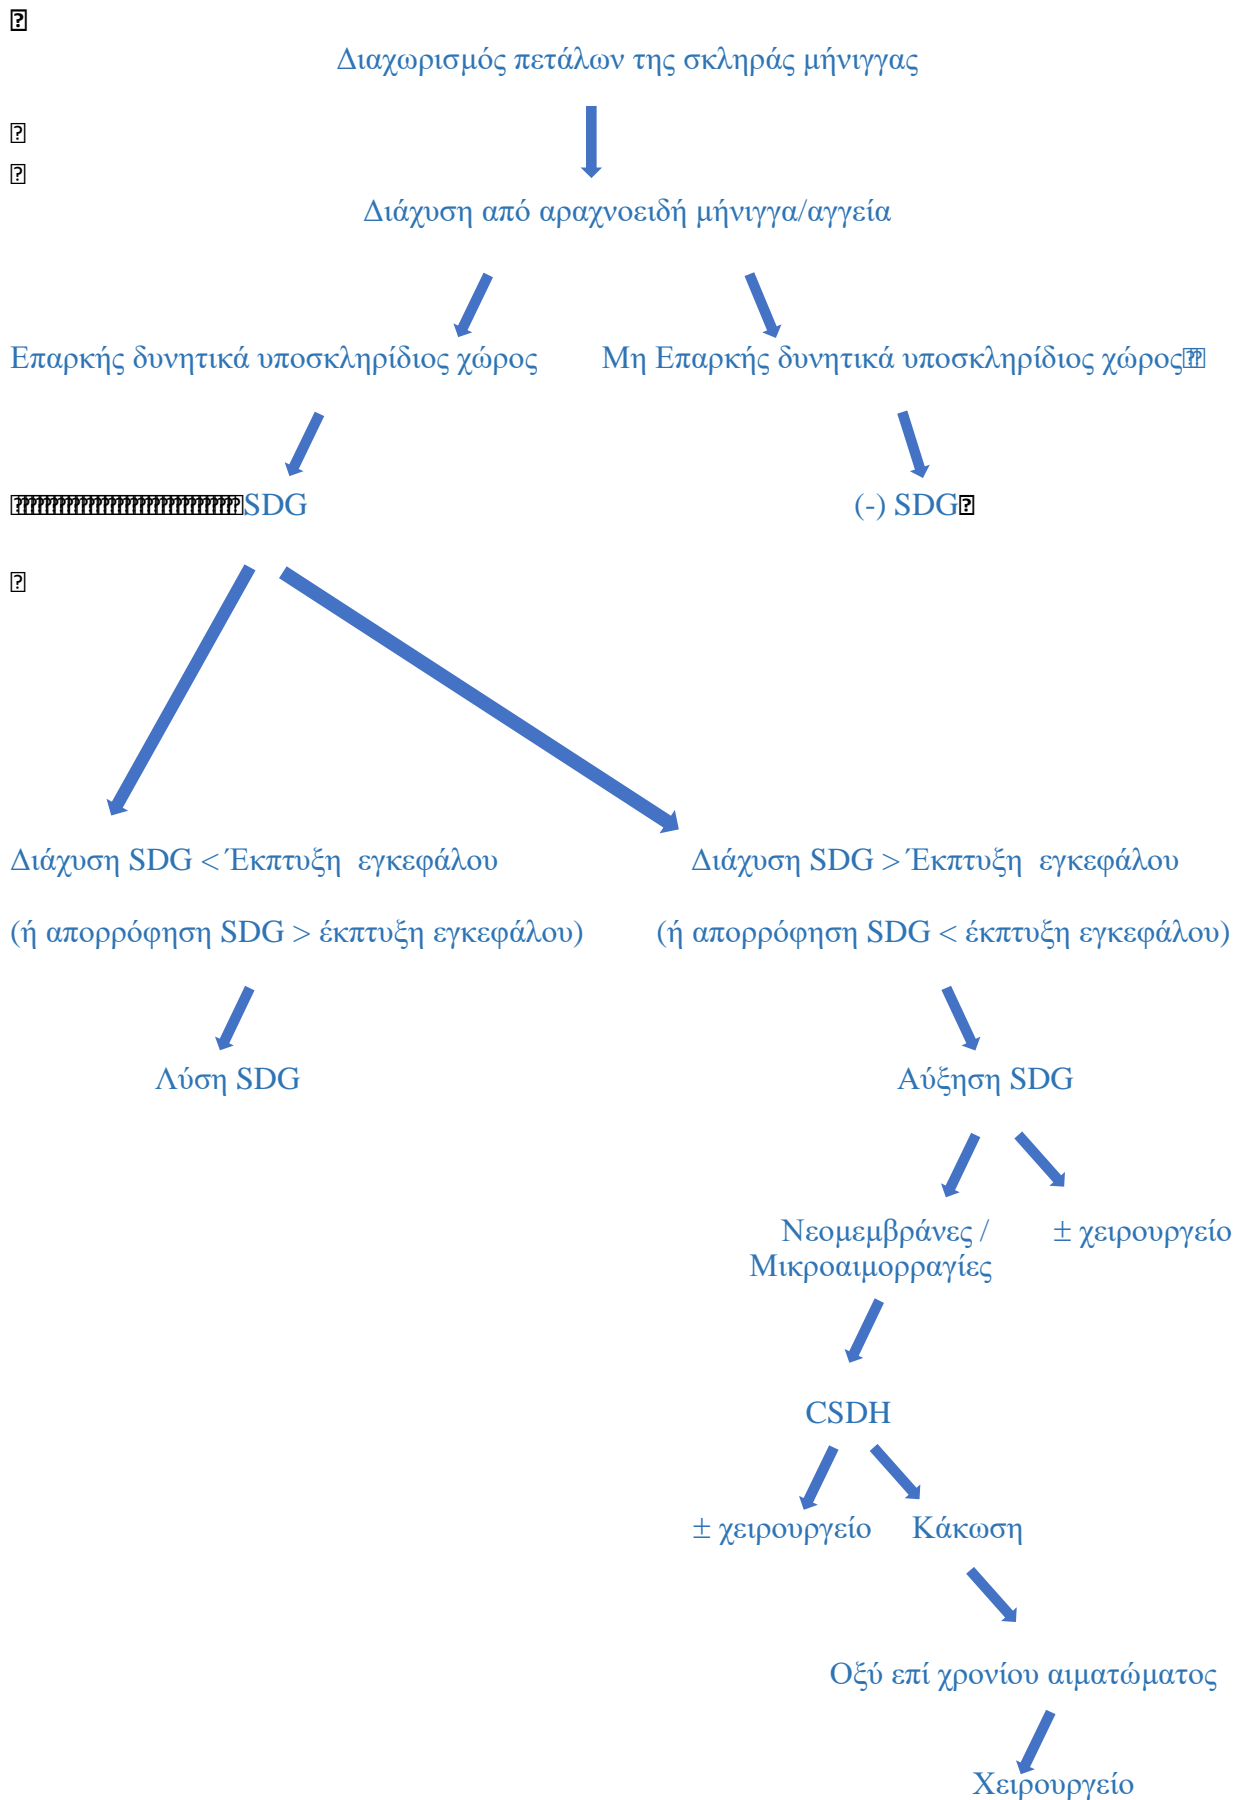 Διαχωρισμός πετάλων της σκληράς μήνιγγας
Διάχυση από αραχνοειδή μήνιγγα/αγγεία
Επαρκής δυνητικά υποσκληρίδιος χώρος
Μη Επαρκής δυνητικά υποσκληρίδιος χώρος
SDG
(-) SDG
Διάχυση SDG < Έκπτυξη εγκεφάλου
Διάχυση SDG > Έκπτυξη εγκεφάλου
(ή απορρόφηση SDG > έκπτυξη εγκεφάλου)
(ή απορρόφηση SDG < έκπτυξη εγκεφάλου)
Λύση SDG
Αύξηση SDG
Νεομεμβράνες /
± χειρουργείο
Μικροαιμορραγίες
CSDH
± χειρουργείο
Κάκωση
Οξύ επί χρονίου αιματώματος
Χειρουργείο